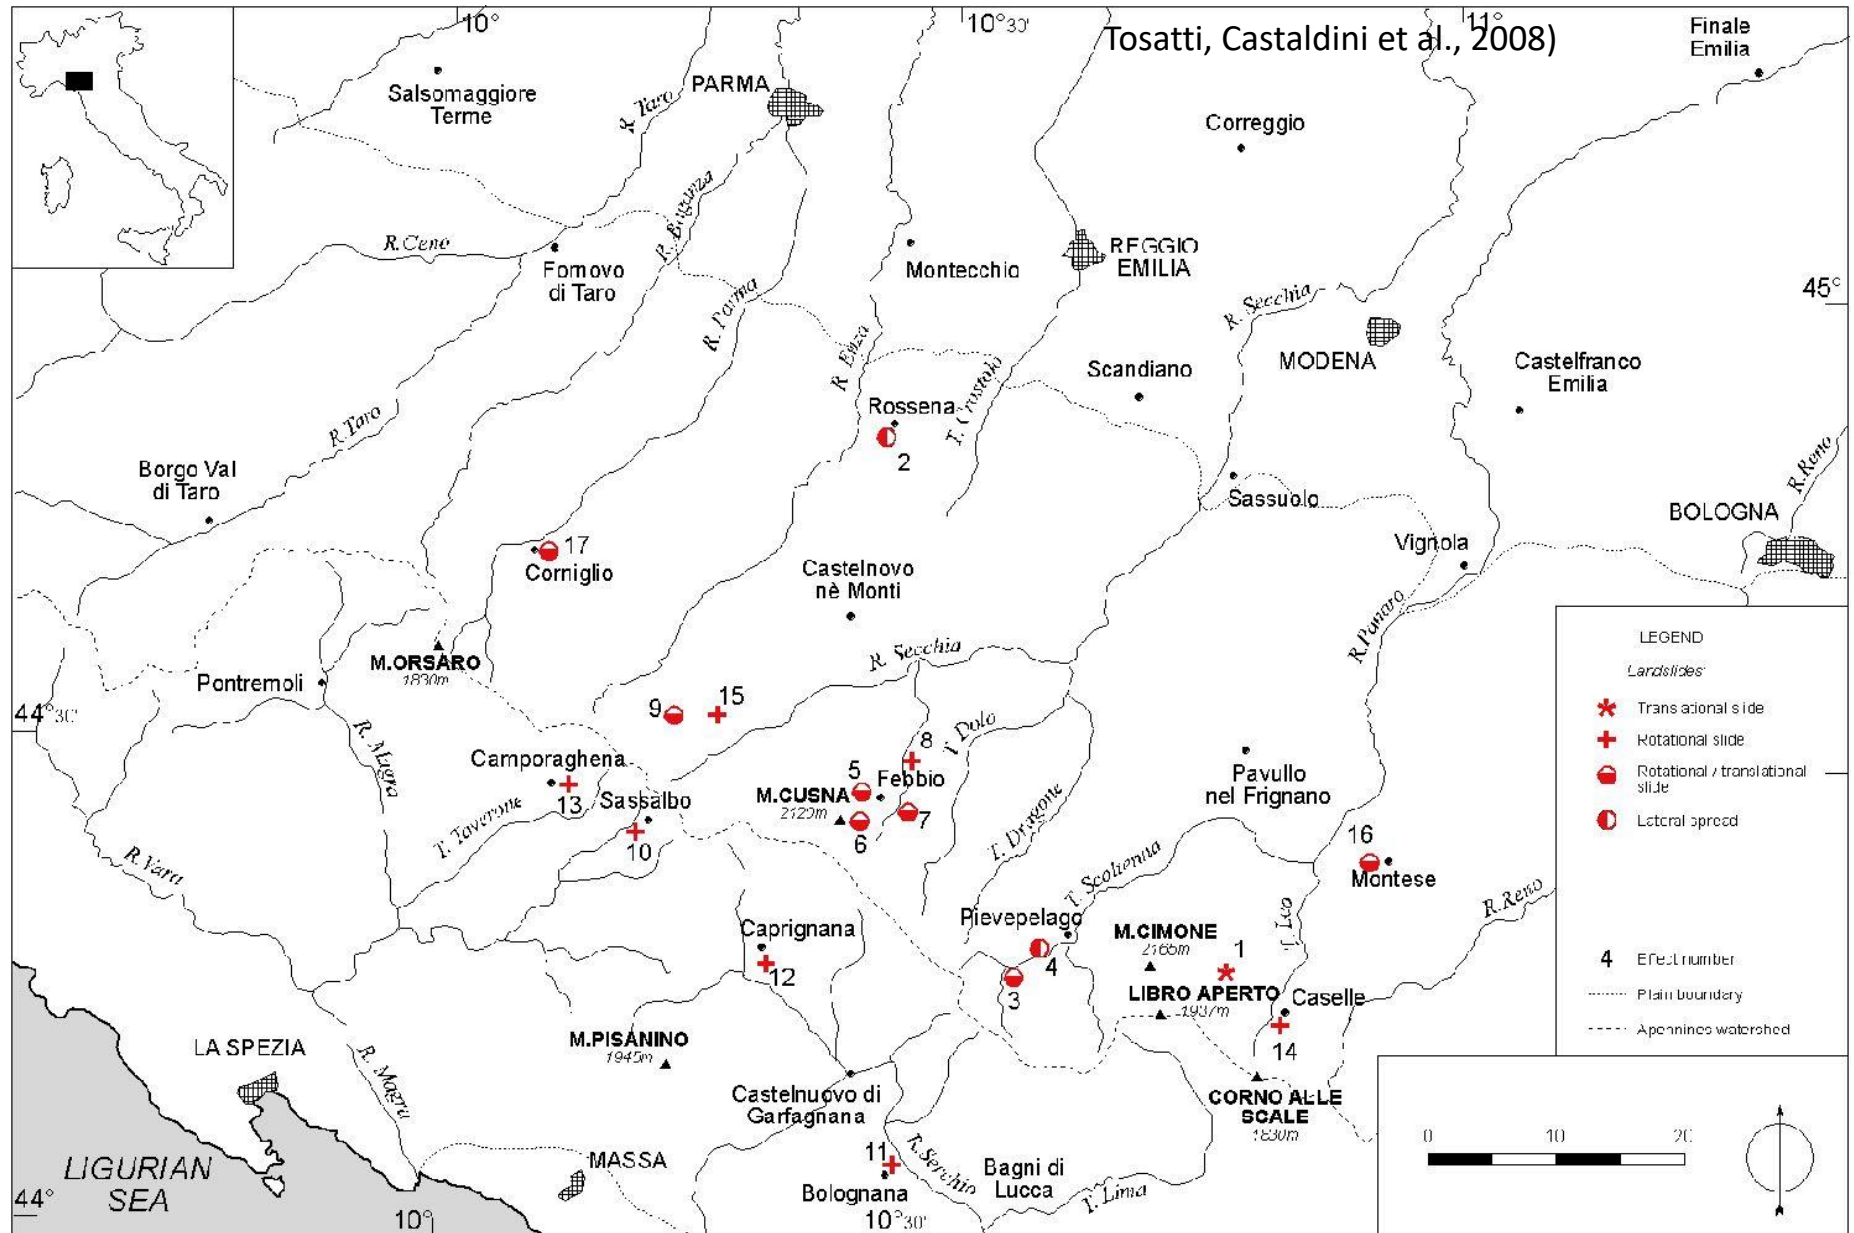 10°
10°30'
11°
Tosatti, Castaldini et al., 2008)
Finale
Emilia
Salsomaggiore
Terme
PARMA
R. Taro
Correggio
R. Baganza
R.Ceno
Fornovo
di Taro
Montecchio
REGGIO
EMILIA
45°
R. Parma
R. Secchia
R. Enza
MODENA
Castelfranco
Emilia
T. Crostolo
Scandiano
Rossena
2
R.Taro
R.Reno
Borgo Val
di Taro
Sassuolo
BOLOGNA
17
Corniglio
Vignola
Castelnovo
nè Monti
R.Panaro
LEGEND
Landslides
Translational slide
Rotational slide
Rotational / translational
slide
Lateral spread
4
Effect number
Plain boundary
Apennines watershed
R. Secchia
M.ORSARO
1830m
Pontremoli
9
15
44°30'
R. Magra
8
T. Dolo
Camporaghena
13
Sassalbo
5
Febbio
M.CUSNA
2120m
Pavullo
nel Frignano
7
6
T. Taverone
10
T. Dragone
16
Montese
R.Vara
T. Scoltenna
R.Reno
Pievepelago
Caprignana
12
M.CIMONE
2165m
1
4
3
LIBRO APERTO
1937m
Caselle
14
M.PISANINO
1945m
LA SPEZIA
R. Magra
Castelnuovo di
Garfagnana
CORNO ALLE
SCALE
1830m
0
10
20
11
R.Serchio
MASSA
Bolognana
Bagni di
Lucca
T. Lima
LIGURIAN
SEA
44°
10°
10°30'